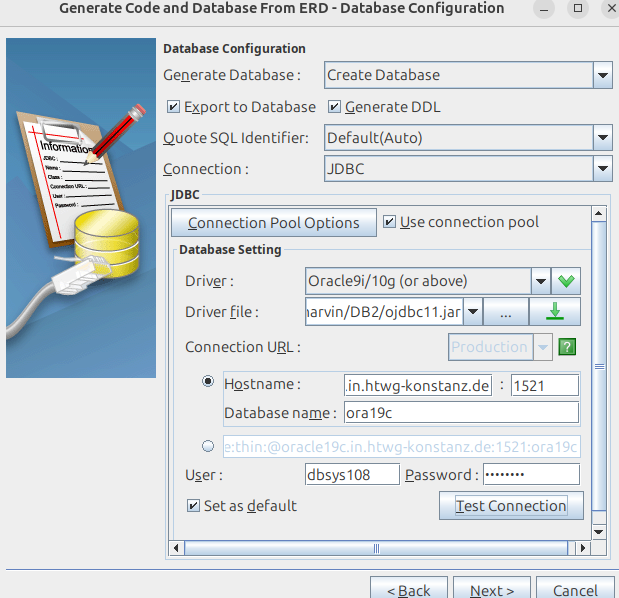 Generate Code and Database From ERD - Database Configuration
Database Configuration
Generate Database : Create Database
Export to Database Generate DDL
Quote SQL Identifier: Default(Auto)
Connection : JDBC
JDBC
Connection Pool Options Use connection pool
Database Setting
Driver : Oracle9i/10g (or above)
Driver file : narvin/DB2/ojdbc11.jar ...
Connection URL : Production ?
Hostname : .in.htwg-konstanz.de : 1521
Database name : ora19c
e:thin:@oracle19c.in.htwg-konstanz.de:1521:ora19c
User : dbsys108 Password : ••••••••
Set as default Test Connection
< Back Next > Cancel
Information
JDBC :
Name :
Class :
Connection URL :
User :
Password :